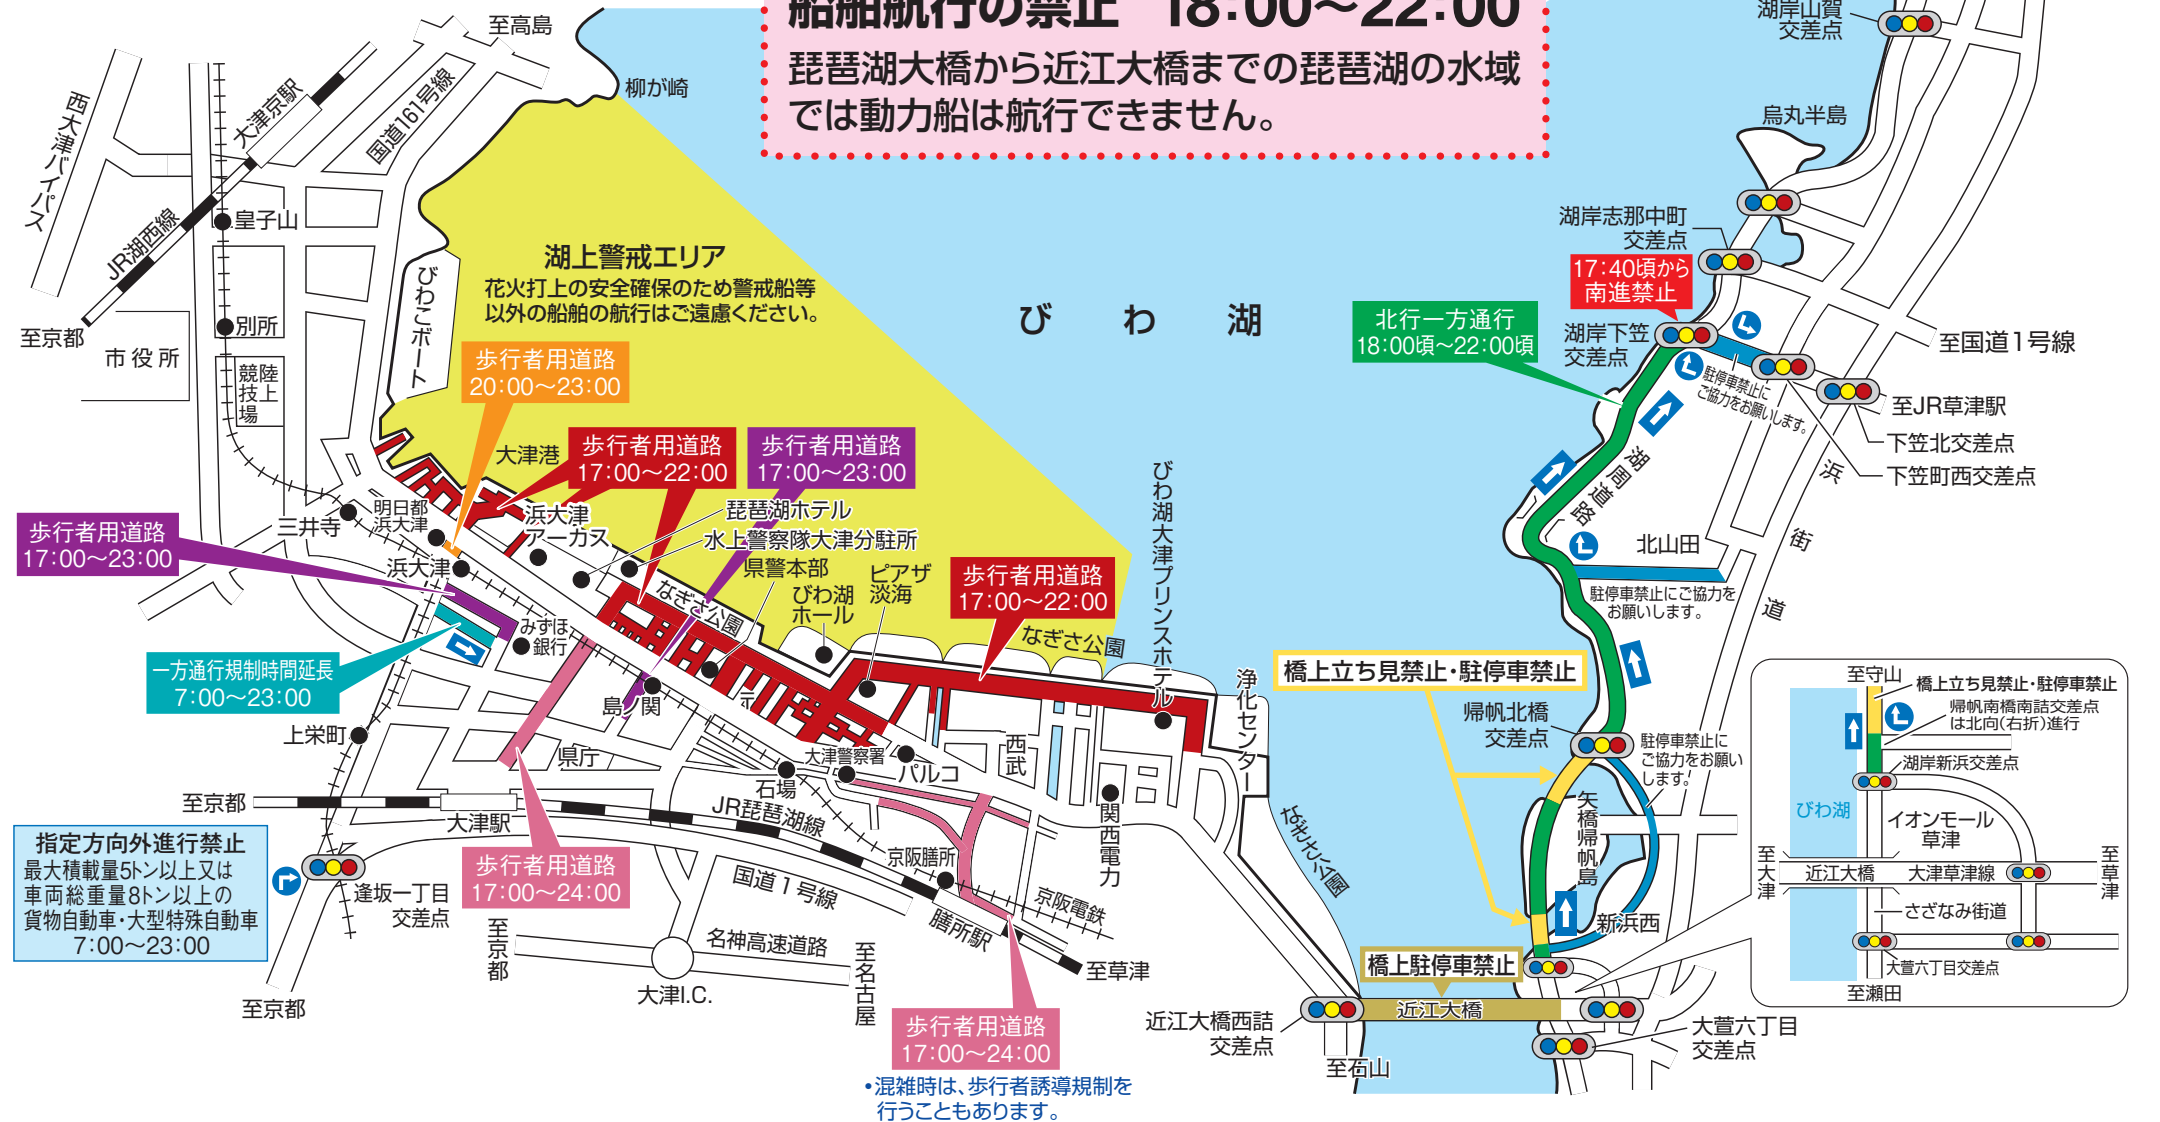 船舶航行の禁止 18:00〜22:00
琵琶湖大橋から近江大橋までの琵琶湖の水域
では動力船は航行できません。
至高島
柳が崎
西大津バイパス
大津京駅
国道161号線
JR湖西線
皇子山
至京都
市役所
別所
競陸
技上
場
びわこボート
湖上警戒エリア
花火打上の安全確保のため警戒船等
以外の船舶の航行はご遠慮ください。
びわ湖
歩行者用道路
20:00〜23:00
大津港
歩行者用道路
17:00〜22:00
歩行者用道路
17:00〜23:00
三井寺
明日都
浜大津
浜大津
アーカス
琵琶湖ホテル
水上警察隊大津分駐所
県警本部
びわ湖
ホール
ピアザ
淡海
歩行者用道路
17:00〜22:00
びわ湖大津プリンスホテル
歩行者用道路
17:00〜23:00
浜大津
なぎさ公園
なぎさ公園
みずほ
銀行
一方通行規制時間延長
7:00〜23:00
上栄町
島ノ関
県庁
石場
大津警察署
パルコ
西武
関西電力
浄化センター
なぎさ公園
至京都
大津駅
JR琵琶湖線
指定方向外進行禁止
最大積載量5トン以上又は
車両総重量8トン以上の
貨物自動車・大型特殊自動車
7:00〜23:00
逢坂一丁目
交差点
至京都
歩行者用道路
17:00〜24:00
国道1号線
京阪膳所
膳所駅
京阪電鉄
至草津
至京都
名神高速道路
大津I.C.
至名古屋
歩行者用道路
17:00〜24:00
・混雑時は、歩行者誘導規制を
行うこともあります。
湖岸山賀
交差点
烏丸半島
湖岸志那中町
交差点
17:40頃から
南進禁止
北行一方通行
18:00頃〜22:00頃
湖岸下笠
交差点
駐停車禁止に
ご協力をお願いします。
至国道1号線
至JR草津駅
下笠北交差点
下笠町西交差点
浜街道
湖周道路
北山田
駐停車禁止にご協力を
お願いします。
橋上立ち見禁止・駐停車禁止
帰帆北橋
交差点
駐停車禁止に
ご協力をお願い
します。
矢橋帰帆島
新浜西
橋上駐停車禁止
近江大橋
近江大橋西詰
交差点
至石山
大萱六丁目
交差点
至守山
橋上立ち見禁止・駐停車禁止
帰帆南橋南詰交差点
は北向(右折)進行
湖岸新浜交差点
びわ湖
イオンモール
草津
至大津
近江大橋
大津草津線
至草津
さざなみ街道
大萱六丁目交差点
至瀬田